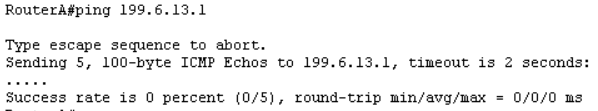 RouterA#ping 199.6.13.1
Type escape sequence to abort.
Sending 5, 100-byte ICMP Echos to 199.6.13.1, timeout is 2 seconds:
.....
Success rate is 0 percent (0/5), round-trip min/avg/max = 0/0/0 ms